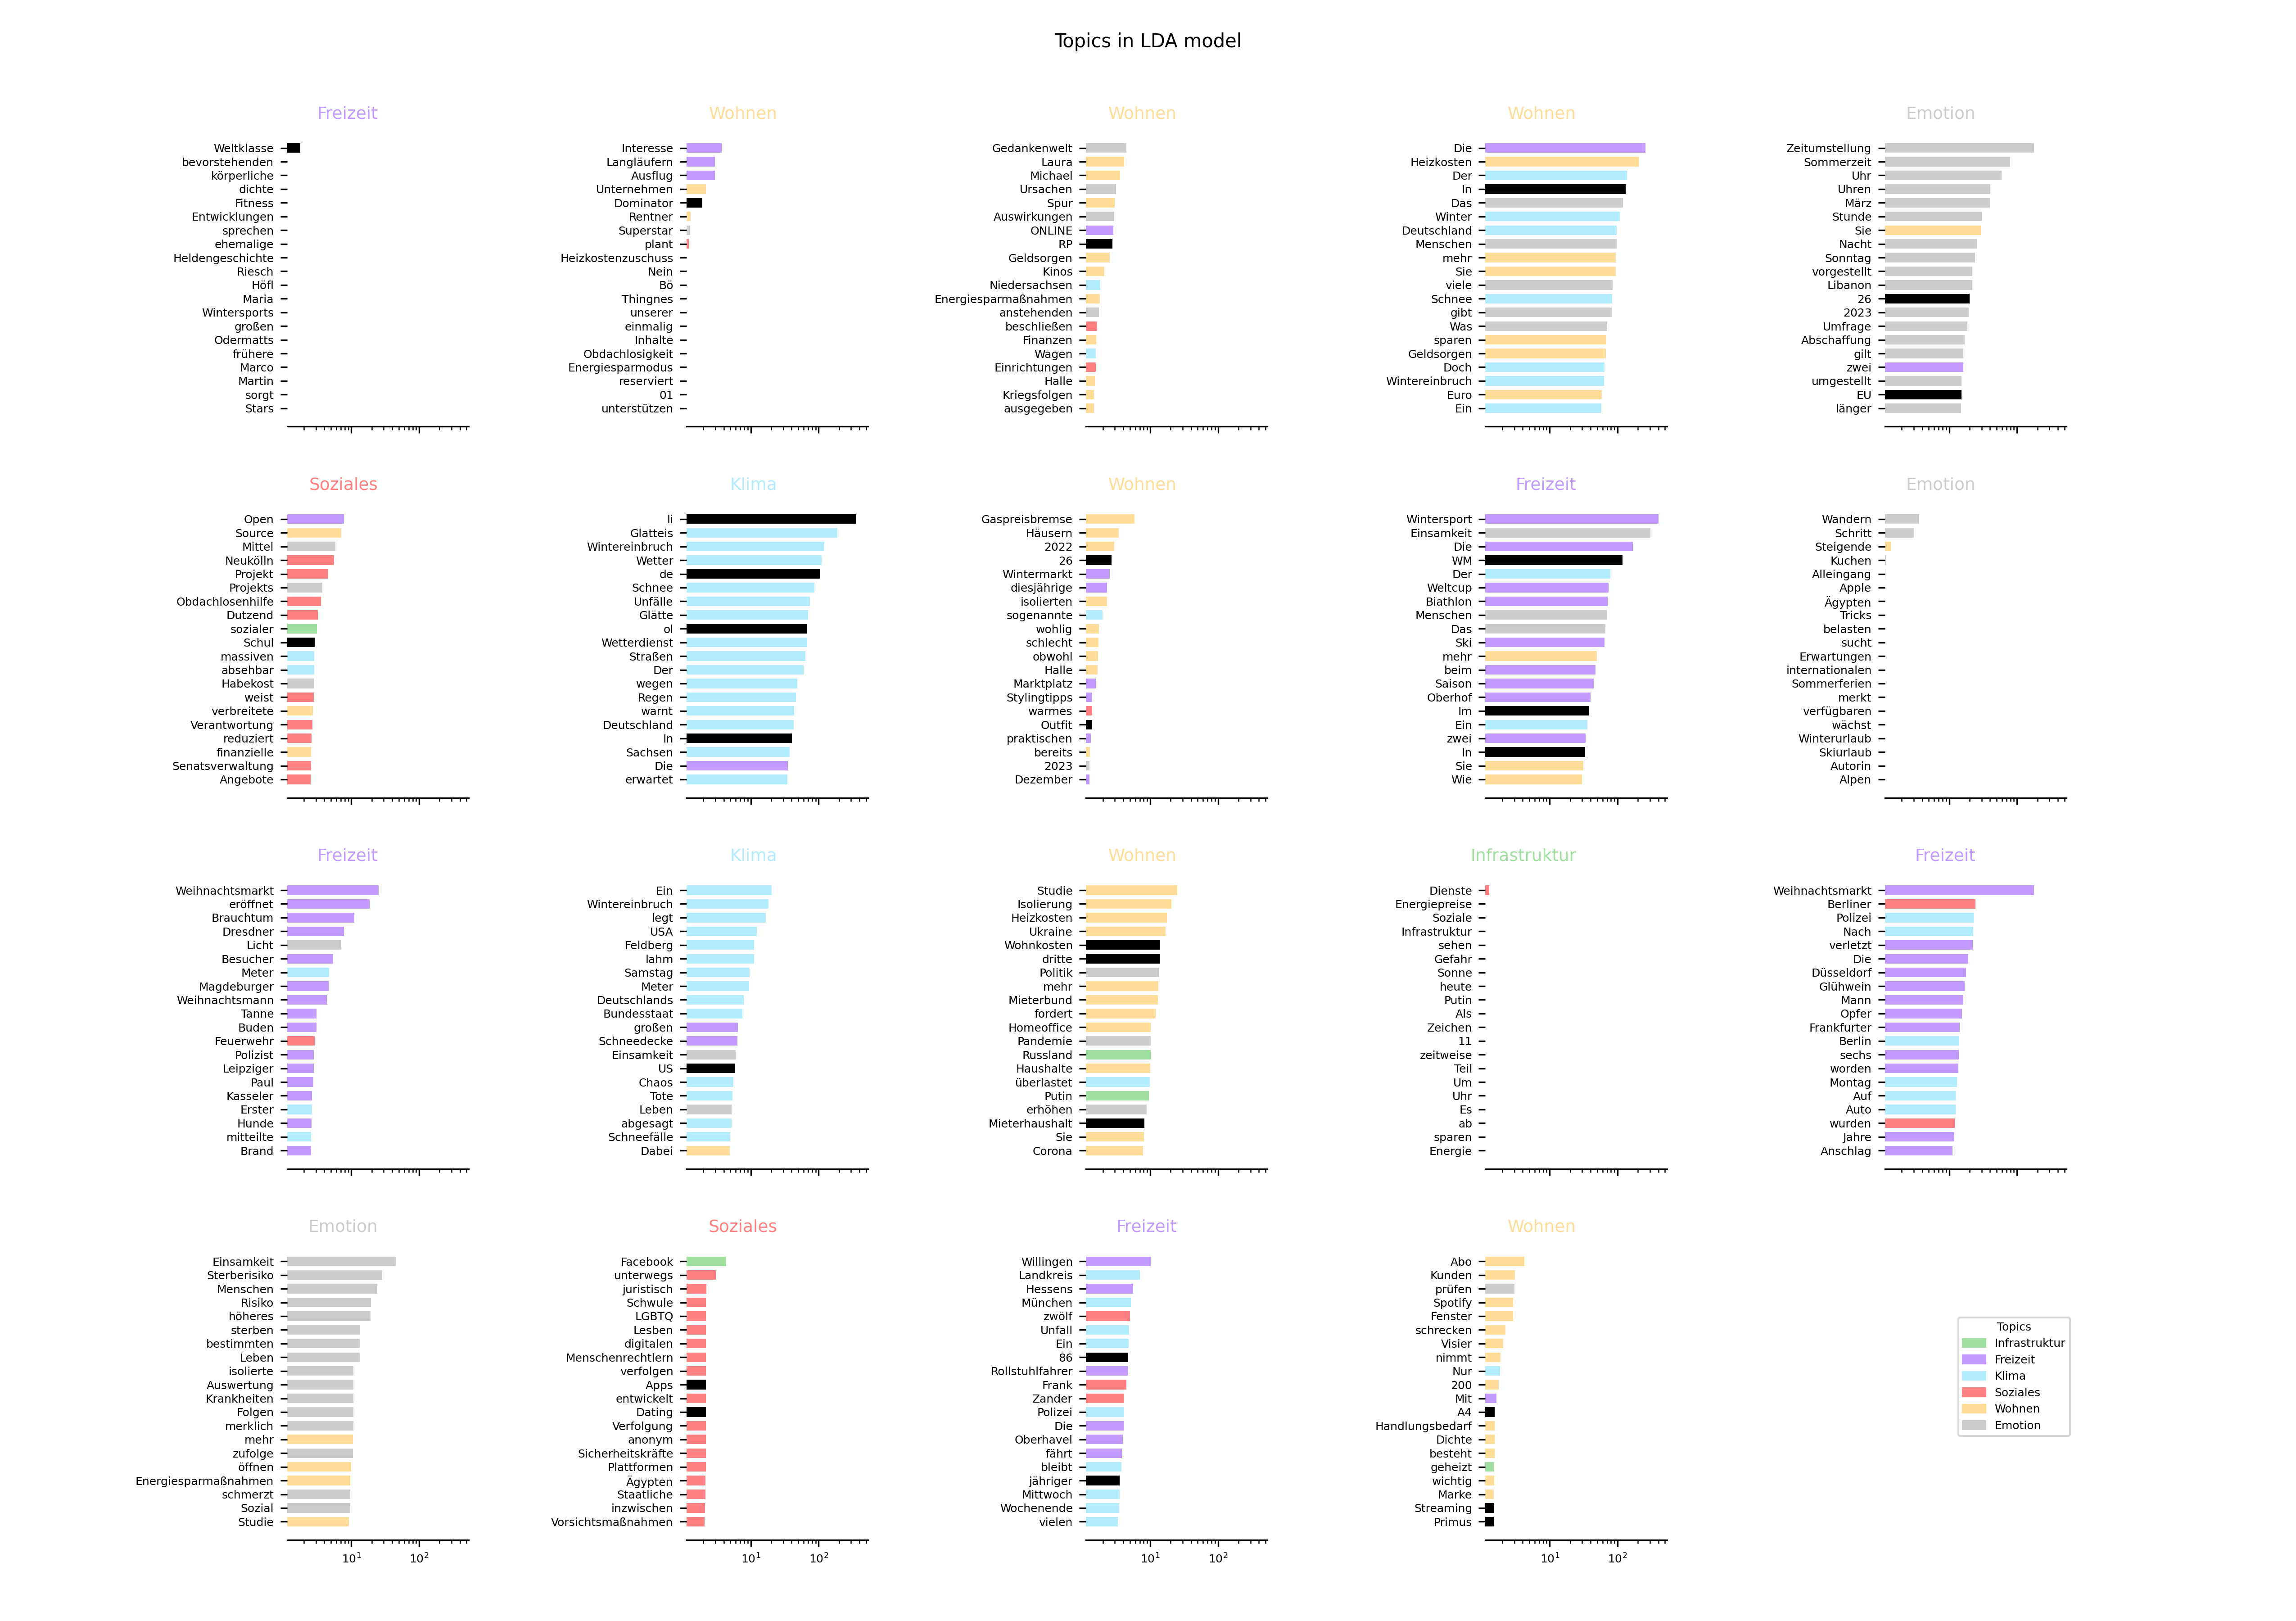 Topics in LDA model
Freizeit
Weltklasse
bevorstehenden
körperliche
dichte
Fitness
Entwicklungen
sprechen
ehemalige
Heldengeschichte
Riesch
Höfl
Maria
Wintersports
großen
Odermatts
frühere
Marco
Martin
sorgt
Stars
Wohnen
Interesse
Langläufern
Ausflug
Unternehmen
Dominator
Rentner
Superstar
plant
Heizkostenzuschuss
Nein
Bö
Thingnes
unserer
einmalig
Inhalte
Obdachlosigkeit
Energiesparmodus
reserviert
01
unterstützen
Wohnen
Gedankenwelt
Laura
Michael
Ursachen
Spur
Auswirkungen
ONLINE
RP
Geldsorgen
Kinos
Niedersachsen
Energiesparmaßnahmen
anstehenden
beschließen
Finanzen
Wagen
Einrichtungen
Halle
Kriegsfolgen
ausgegeben
Wohnen
Die
Heizkosten
Der
In
Das
Winter
Deutschland
Menschen
mehr
Sie
viele
Schnee
gibt
Was
sparen
Geldsorgen
Doch
Wintereinbruch
Euro
Ein
Emotion
Zeitumstellung
Sommerzeit
Uhr
Uhren
März
Stunde
Sie
Nacht
Sonntag
vorgestellt
Libanon
26
2023
Umfrage
Abschaffung
gilt
zwei
umgestellt
EU
länger
Soziales
Open
Source
Mittel
Neukölln
Projekt
Projekts
Obdachlosenhilfe
Dutzend
sozialer
Schul
massiven
absehbar
Habekost
weist
verbreitete
Verantwortung
reduziert
finanzielle
Senatsverwaltung
Angebote
Klima
li
Glatteis
Wintereinbruch
Wetter
de
Schnee
Unfälle
Glätte
ol
Wetterdienst
Straßen
Der
wegen
Regen
warnt
Deutschland
In
Sachsen
Die
erwartet
Wohnen
Gaspreisbremse
Häusern
2022
26
Wintermarkt
diesjährige
isolierten
sogenannte
wohlig
schlecht
obwohl
Halle
Marktplatz
Stylingtipps
warmes
Outfit
praktischen
bereits
2023
Dezember
Freizeit
Wintersport
Einsamkeit
Die
WM
Der
Weltcup
Biathlon
Menschen
Das
Ski
mehr
beim
Saison
Oberhof
Im
Ein
zwei
In
Sie
Wie
Emotion
Wandern
Schritt
Steigende
Kuchen
Alleingang
Apple
Ägypten
Tricks
belasten
sucht
Erwartungen
internationalen
Sommerferien
merkt
verfügbaren
wächst
Winterurlaub
Skiurlaub
Autorin
Alpen
Freizeit
Weihnachtsmarkt
eröffnet
Brauchtum
Dresdner
Licht
Besucher
Meter
Magdeburger
Weihnachtsmann
Tanne
Buden
Feuerwehr
Polizist
Leipziger
Paul
Kasseler
Erster
Hunde
mitteilte
Brand
Klima
Ein
Wintereinbruch
legt
USA
Feldberg
lahm
Samstag
Meter
Deutschlands
Bundesstaat
großen
Schneedecke
Einsamkeit
US
Chaos
Tote
Leben
abgesagt
Schneefälle
Dabei
Wohnen
Studie
Isolierung
Heizkosten
Ukraine
Wohnkosten
dritte
Politik
mehr
Mieterbund
fordert
Homeoffice
Pandemie
Russland
Haushalte
überlastet
Putin
erhöhen
Mieterhaushalt
Sie
Corona
Infrastruktur
Dienste
Energiepreise
Soziale
Infrastruktur
sehen
Gefahr
Sonne
heute
Putin
Als
Zeichen
11
zeitweise
Teil
Um
Uhr
Es
ab
sparen
Energie
Freizeit
Weihnachtsmarkt
Berliner
Polizei
Nach
verletzt
Die
Düsseldorf
Glühwein
Mann
Opfer
Frankfurter
Berlin
sechs
worden
Montag
Auf
Auto
wurden
Jahre
Anschlag
Emotion
Einsamkeit
Sterberisiko
Menschen
Risiko
höheres
sterben
bestimmten
Leben
isolierte
Auswertung
Krankheiten
Folgen
merklich
mehr
zufolge
öffnen
Energiesparmaßnahmen
schmerzt
Sozial
Studie
10¹ 10²
Soziales
Facebook
unterwegs
juristisch
Schwule
LGBTQ
Lesben
digitalen
Menschenrechtlern
verfolgen
Apps
entwickelt
Dating
Verfolgung
anonym
Sicherheitskräfte
Plattformen
Ägypten
Staatliche
inzwischen
Vorsichtsmaßnahmen
10¹ 10²
Freizeit
Willingen
Landkreis
Hessens
München
zwölf
Unfall
Ein
86
Rollstuhlfahrer
Frank
Zander
Polizei
Die
Oberhavel
fährt
bleibt
jähriger
Mittwoch
Wochenende
vielen
10¹ 10²
Wohnen
Abo
Kunden
prüfen
Spotify
Fenster
schrecken
Visier
nimmt
Nur
200
Mit
A4
Handlungsbedarf
Dichte
besteht
geheizt
wichtig
Marke
Streaming
Primus
10¹ 10²
Topics
Infrastruktur
Freizeit
Klima
Soziales
Wohnen
Emotion